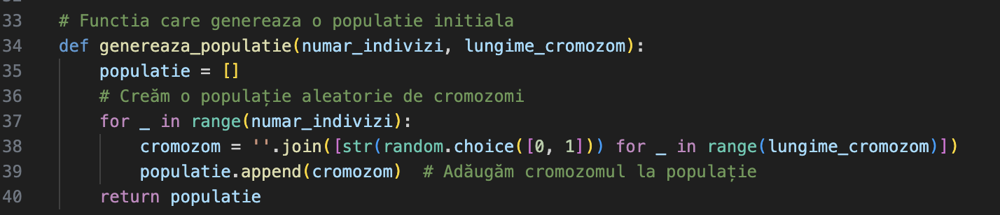 33 # Functia care genereaza o populatie initiala
34 def genereaza_populatie(numar_indivizi, lungime_cromozom):
35     populatie = []
36     # Creăm o populație aleatorie de cromozomi
37     for _ in range(numar_indivizi):
38         cromozom = ''.join([str(random.choice([0, 1])) for _ in range(lungime_cromozom)])
39         populatie.append(cromozom)  # Adăugăm cromozomul la populație
40     return populatie